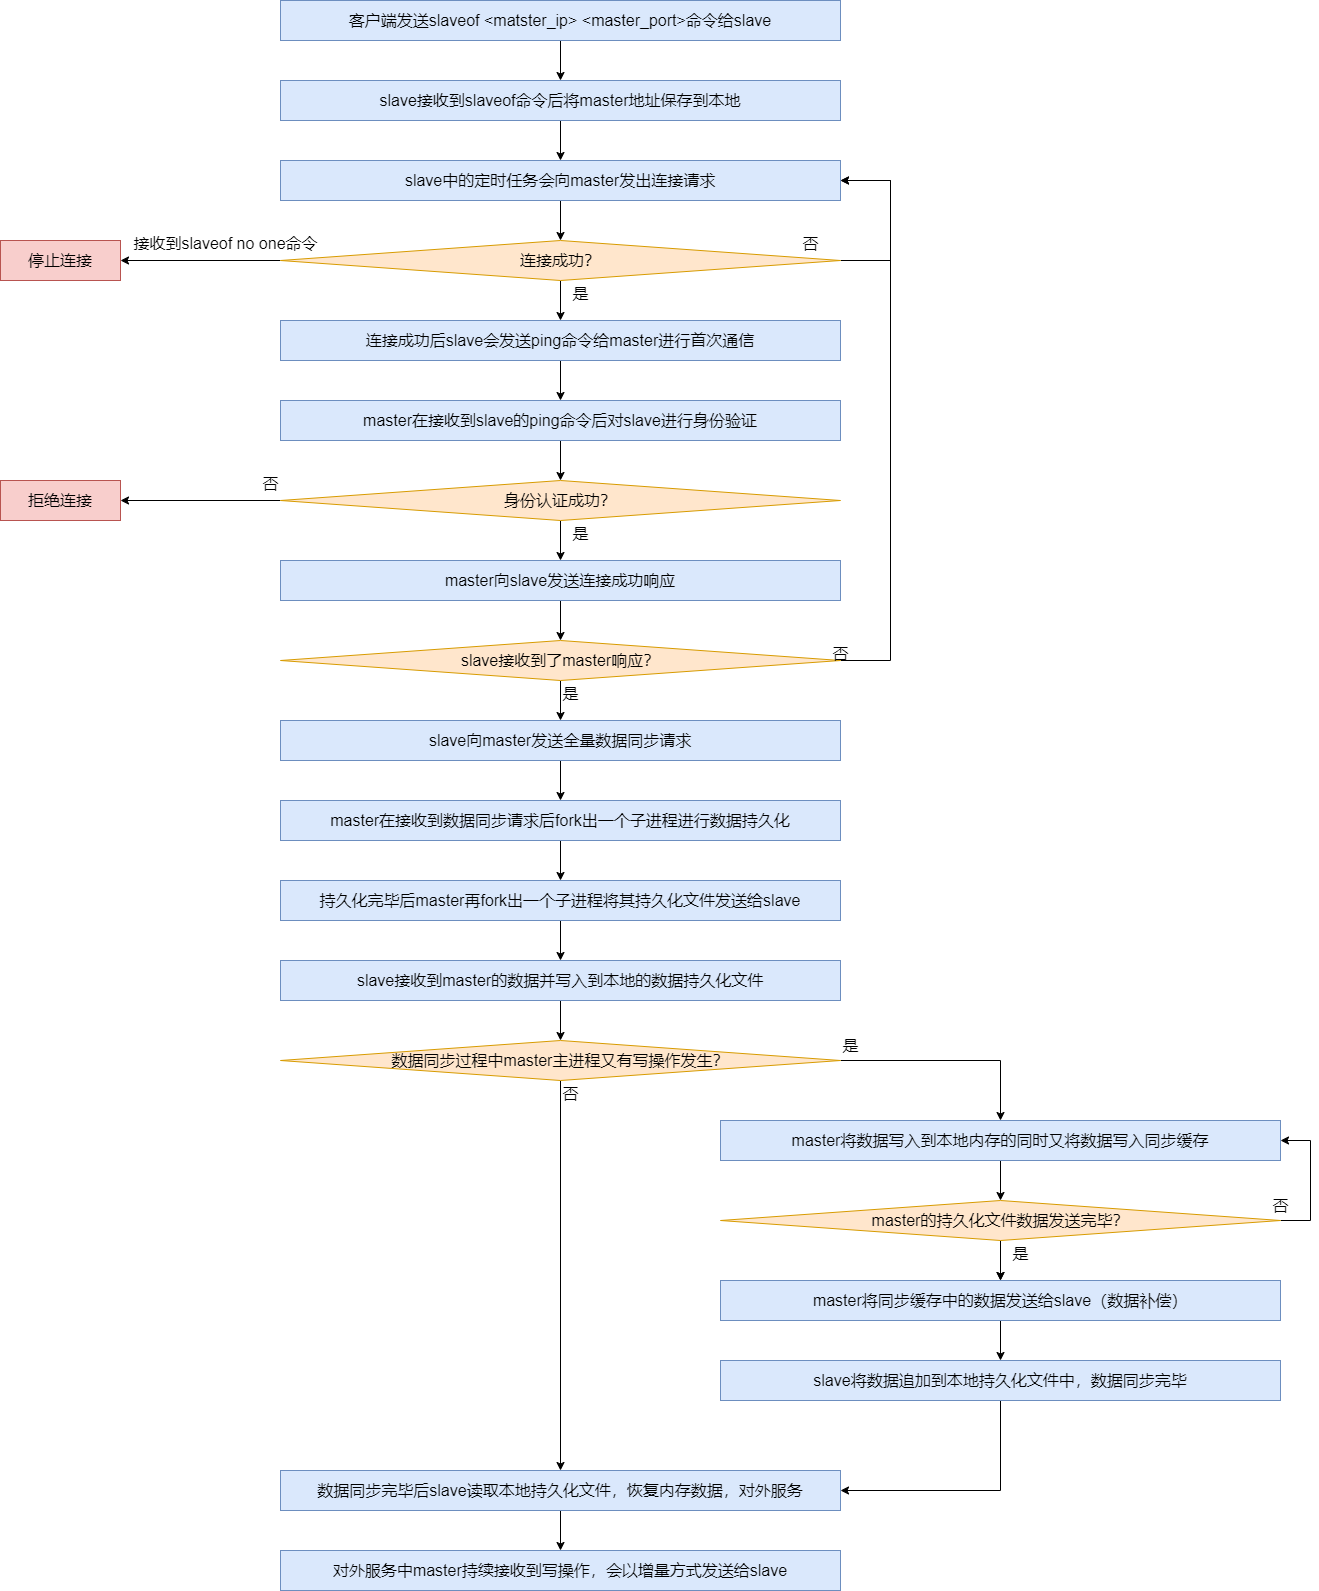 客户端发送slaveof <matster_ip> <master_port>命令给slave
slave接收到slaveof命令后将master地址保存到本地
slave中的定时任务会向master发出连接请求
接收到slaveof no one命令
否
停止连接
连接成功？
是
连接成功后slave会发送ping命令给master进行首次通信
master在接收到slave的ping命令后对slave进行身份验证
否
拒绝连接
身份认证成功？
是
master向slave发送连接成功响应
slave接收到了master响应？
否
是
slave向master发送全量数据同步请求
master在接收到数据同步请求后fork出一个子进程进行数据持久化
持久化完毕后master再fork出一个子进程将其持久化文件发送给slave
slave接收到master的数据并写入到本地的数据持久化文件
数据同步过程中master主进程又有写操作发生？
是
否
master将数据写入到本地内存的同时又将数据写入同步缓存
否
master的持久化文件数据发送完毕？
是
master将同步缓存中的数据发送给slave（数据补偿）
slave将数据追加到本地持久化文件中，数据同步完毕
数据同步完毕后slave读取本地持久化文件，恢复内存数据，对外服务
对外服务中master持续接收到写操作，会以增量方式发送给slave